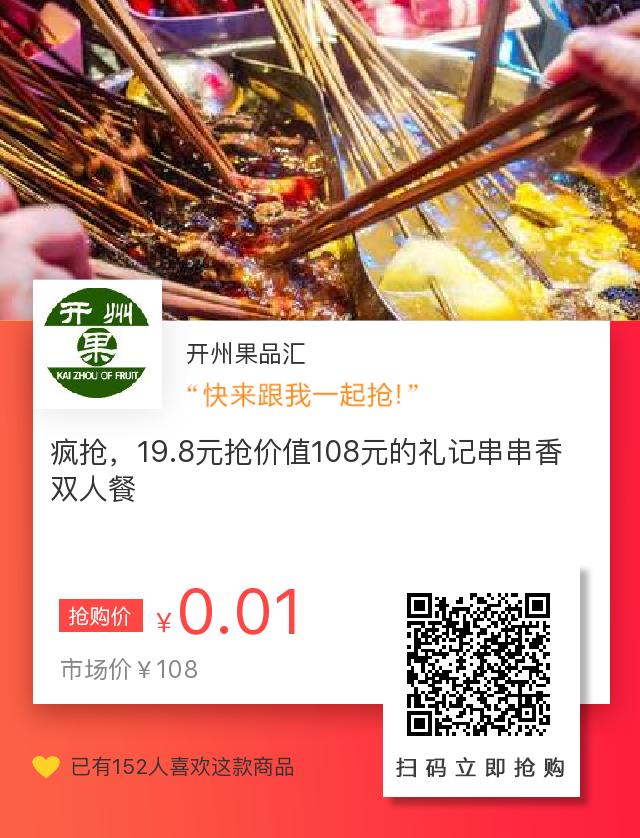 开州
果
KAI ZHOU OF FRUIT
开州果品汇
“快来跟我一起抢！”
疯抢，19.8元抢价值108元的礼记串串香
双人餐
抢购价 ¥0.01
市场价¥108
已有152人喜欢这款商品
扫码立即抢购